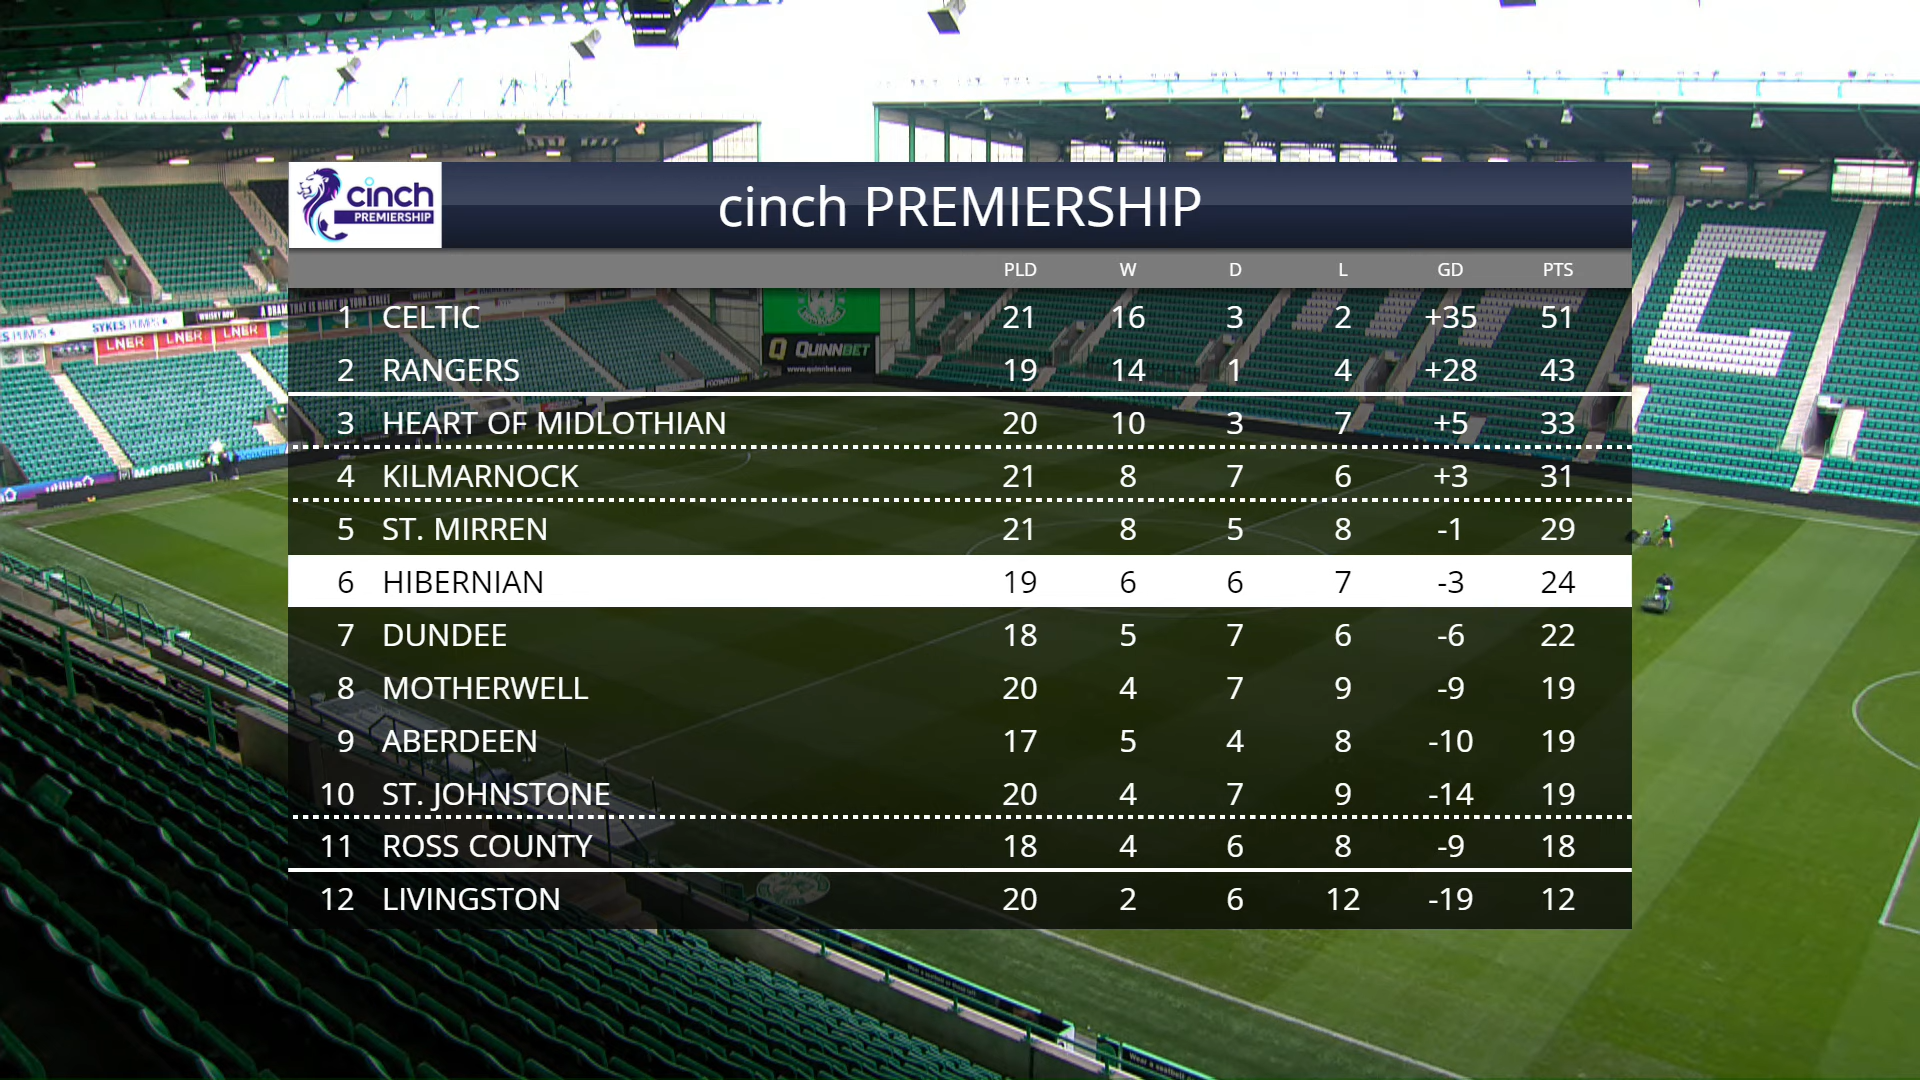 cinch
PREMIERSHIP
cinch PREMIERSHIP
PLD W D L GD PTS
1 CELTIC 21 16 3 2 +35 51
2 RANGERS 19 14 1 4 +28 43
3 HEART OF MIDLOTHIAN 20 10 3 7 +5 33
4 KILMARNOCK 21 8 7 6 +3 31
5 ST. MIRREN 21 8 5 8 -1 29
6 HIBERNIAN 19 6 6 7 -3 24
7 DUNDEE 18 5 7 6 -6 22
8 MOTHERWELL 20 4 7 9 -9 19
9 ABERDEEN 17 5 4 8 -10 19
10 ST. JOHNSTONE 20 4 7 9 -14 19
11 ROSS COUNTY 18 4 6 8 -9 18
12 LIVINGSTON 20 2 6 12 -19 12
SYKES
LNER LNER LNER
QUINNBET
www.quinnbet.com
utilita
C